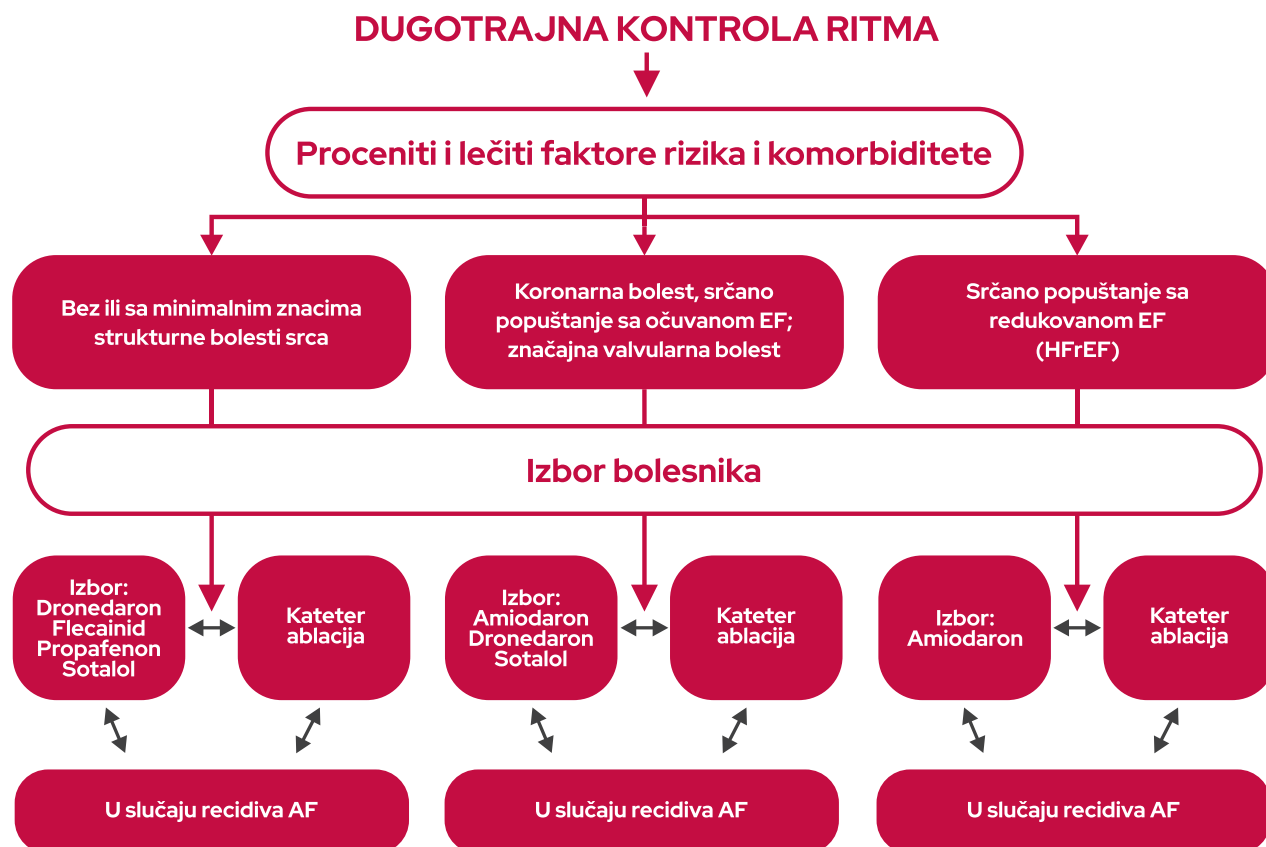 DUGOTRAJNA KONTROLA RITMA
Proceniti i lečiti faktore rizika i komorbiditete
Bez ili sa minimalnim znacima
strukturne bolesti srca
Koronarna bolest, srčano
popuštanje sa očuvanom EF;
značajna valvularna bolest
Srčano popuštanje sa
redukovanom EF
(HFrEF)
Izbor bolesnika
Izbor:
Dronedaron
Flecainid
Propafenon
Sotalol
Kateter
ablacija
Izbor:
Amiodaron
Dronedaron
Sotalol
Kateter
ablacija
Izbor:
Amiodaron
Kateter
ablacija
U slučaju recidiva AF
U slučaju recidiva AF
U slučaju recidiva AF